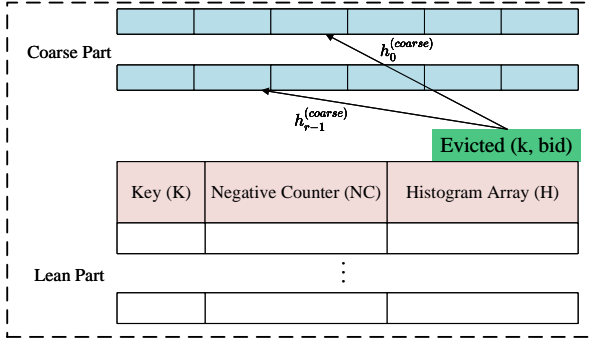 Coarse Part
h_0^{(coarse)}
h_{r-1}^{(coarse)}
Evicted (k, bid)
Key (K) Negative Counter (NC) Histogram Array (H)
Lean Part
⋮